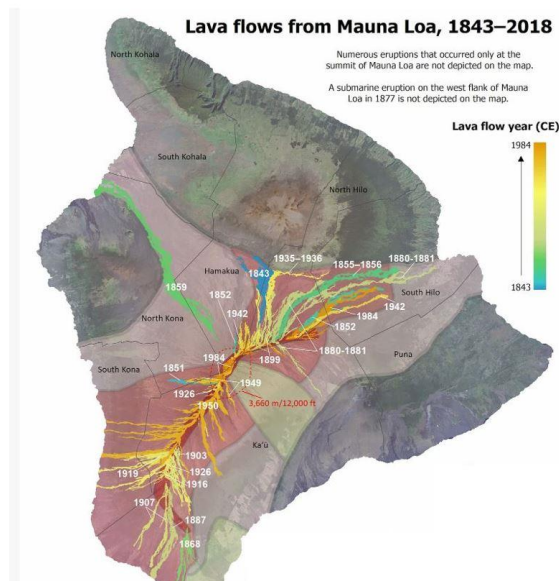 Lava flows from Mauna Loa, 1843–2018
Numerous eruptions that occurred only at the
summit of Mauna Loa are not depicted on the map.
A submarine eruption on the west flank of Mauna
Loa in 1877 is not depicted on the map.
Lava flow year (CE)
1984
1843
North Kohala
South Kohala
North Hilo
Hamakua
1935–1936
1855–1856
1880-1881
1843
1859
1852
South Hilo
1942
1942
1984
1852
North Kona
1984
1899
1880-1881
Puna
South Kona
1851
1949
1926
3,660 m/12,000 ft
1950
Ka'ū
1903
1919
1926
1916
1907
1887
1868